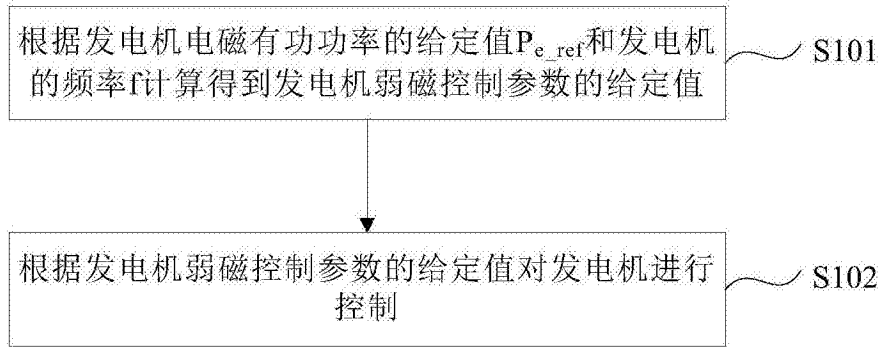 根据发电机电磁有功功率的给定值Pe_ref和发电机
的频率f计算得到发电机弱磁控制参数的给定值
S101
根据发电机弱磁控制参数的给定值对发电机进行
控制
S102